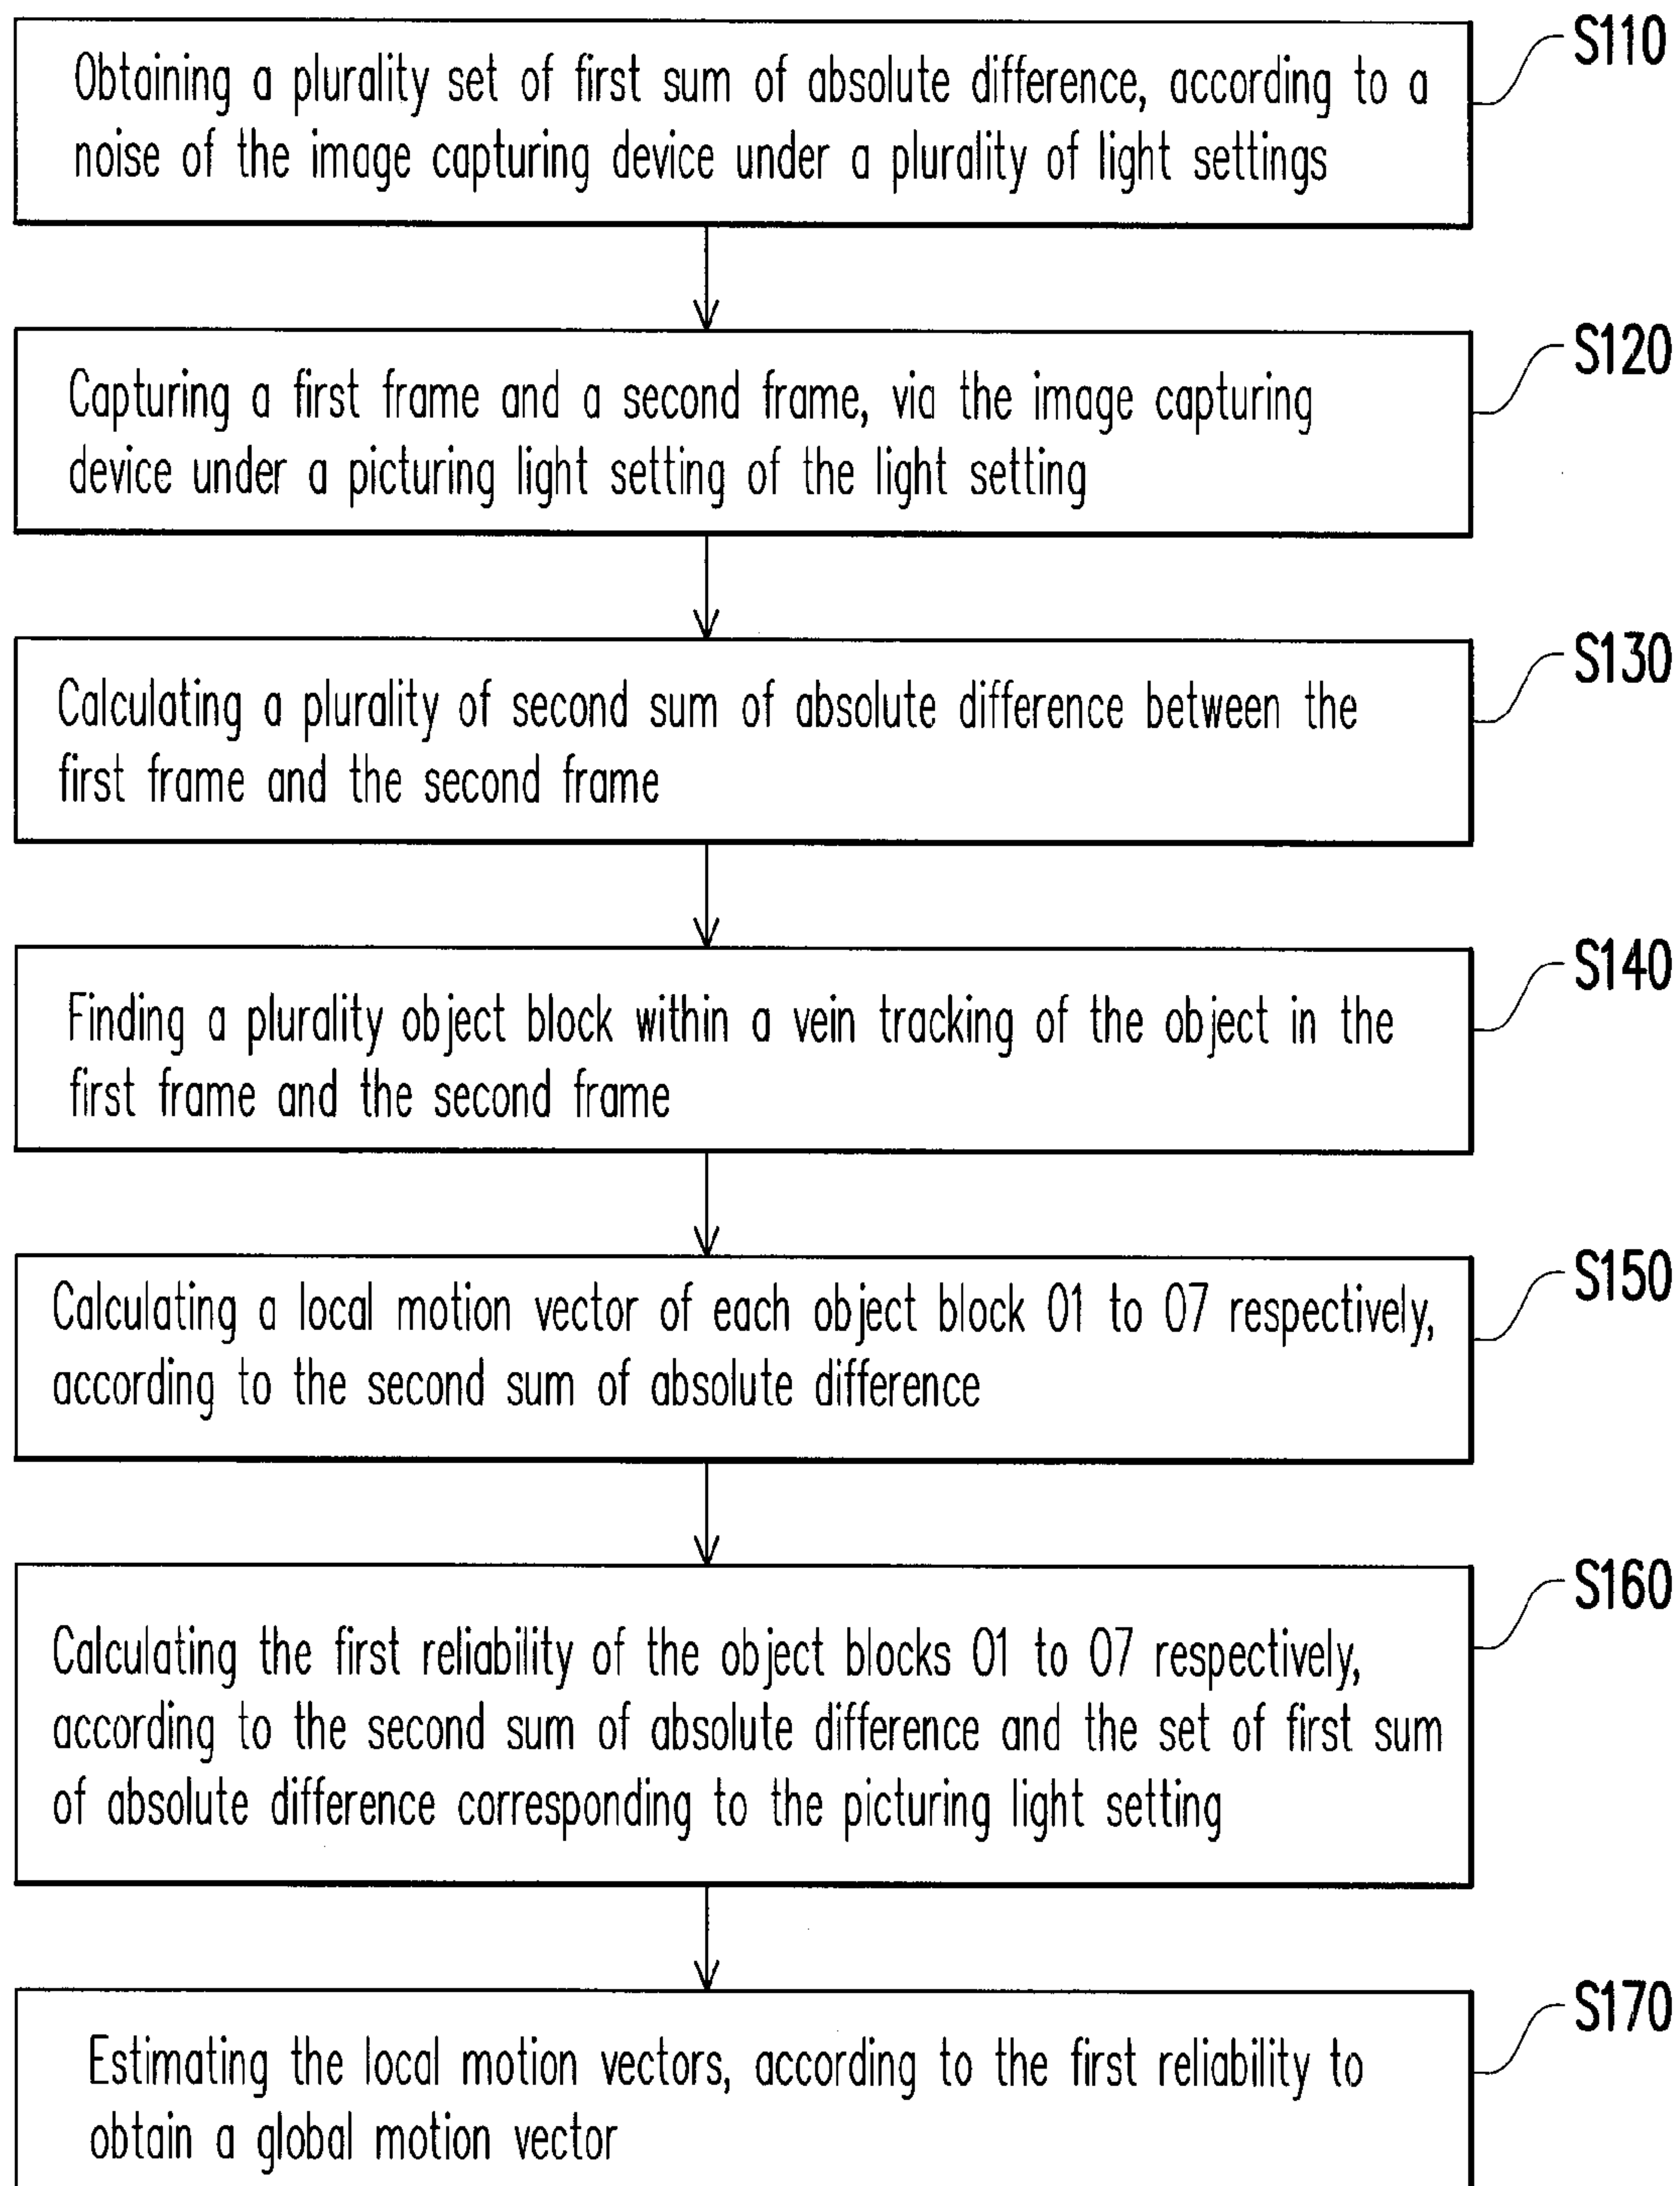 S110
Obtaining a plurality set of first sum of absolute difference, according to a
noise of the image capturing device under a plurality of light settings
S120
Capturing a first frame and a second frame, via the image capturing
device under a picturing light setting of the light setting
S130
Calculating a plurality of second sum of absolute difference between the
first frame and the second frame
S140
Finding a plurality object block within a vein tracking of the object in the
first frame and the second frame
S150
Calculating a local motion vector of each object block O1 to O7 respectively,
according to the second sum of absolute difference
S160
Calculating the first reliability of the object blocks O1 to O7 respectively,
according to the second sum of absolute difference and the set of first sum
of absolute difference corresponding to the picturing light setting
S170
Estimating the local motion vectors, according to the first reliability to
obtain a global motion vector